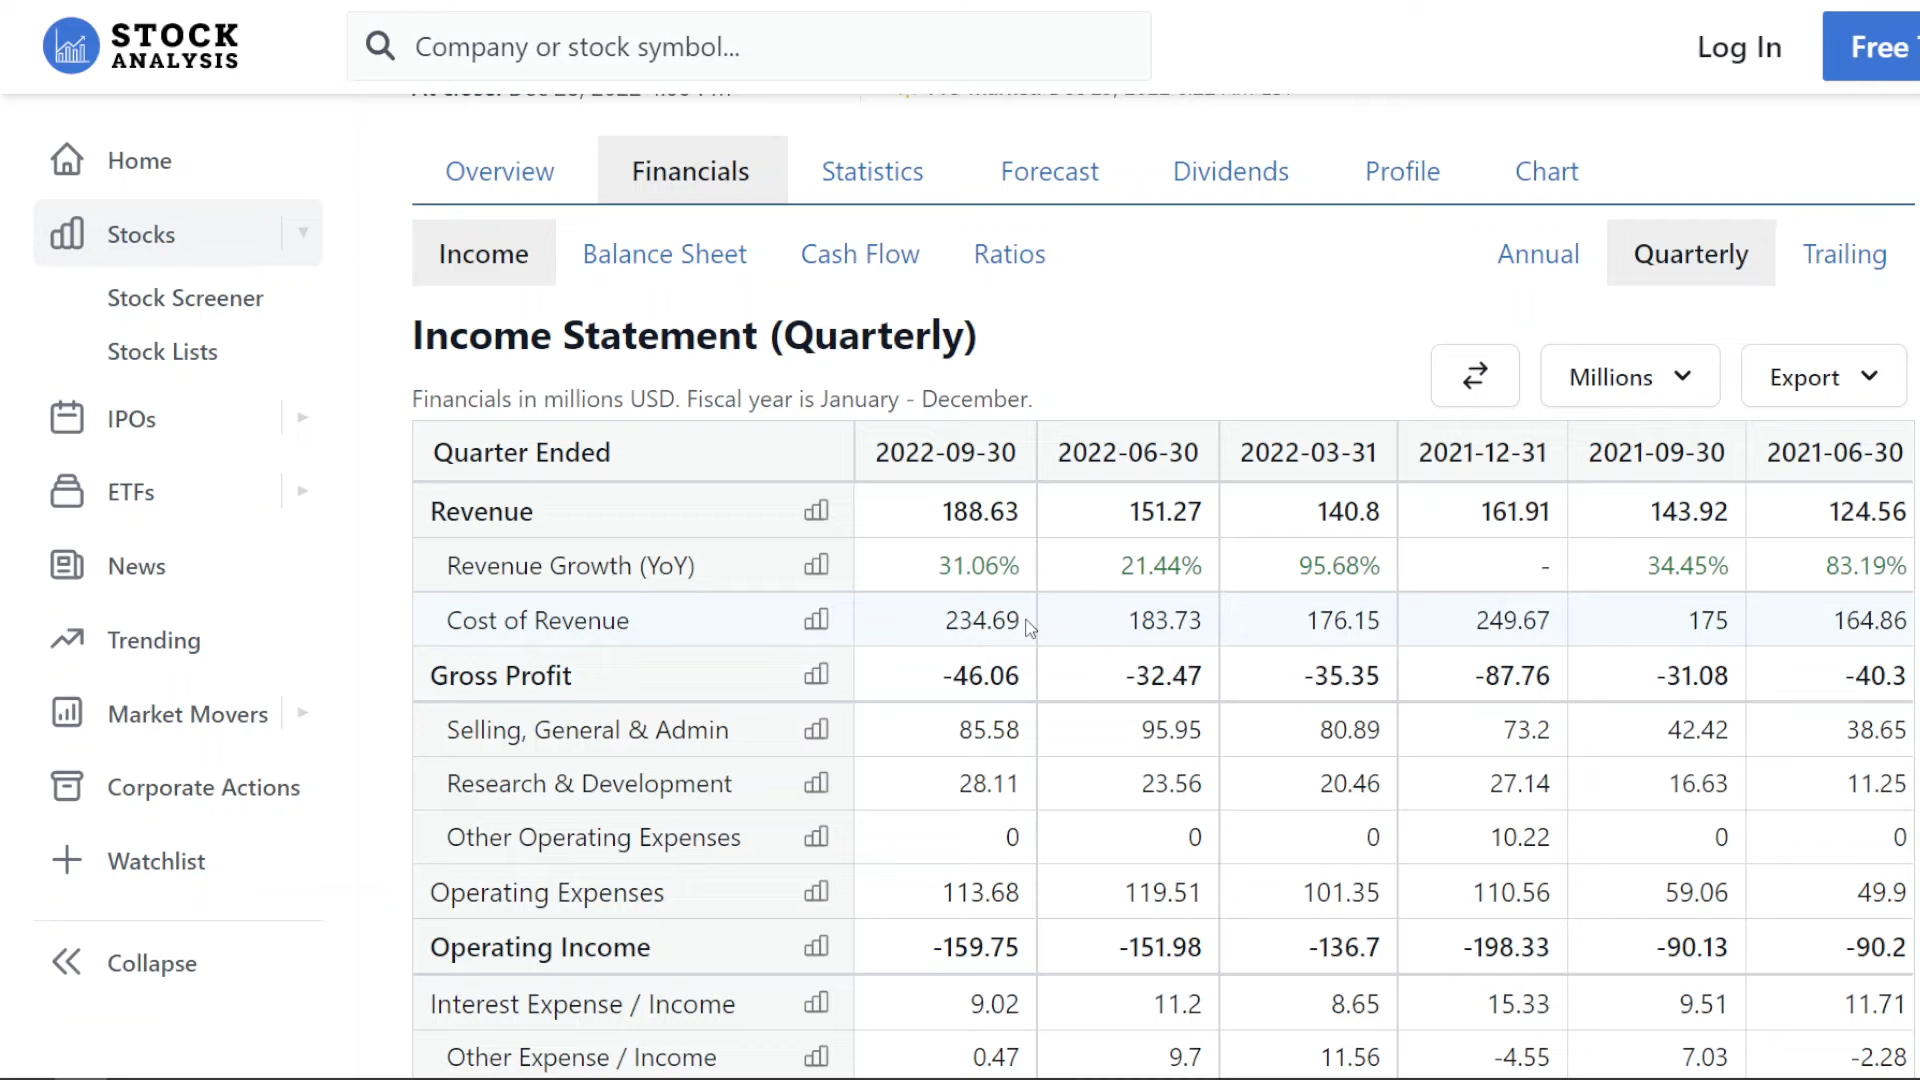 STOCK
ANALYSIS
Company or stock symbol...
Log In
Free
Home
Stocks
Stock Screener
Stock Lists
IPOs
ETFs
News
Trending
Market Movers
Corporate Actions
Watchlist
Collapse
Overview Financials Statistics Forecast Dividends Profile Chart
Income Balance Sheet Cash Flow Ratios Annual Quarterly Trailing
Income Statement (Quarterly)
Millions Export
Financials in millions USD. Fiscal year is January - December.
Quarter Ended 2022-09-30 2022-06-30 2022-03-31 2021-12-31 2021-09-30 2021-06-30
Revenue 188.63 151.27 140.8 161.91 143.92 124.56
Revenue Growth (YoY) 31.06% 21.44% 95.68% - 34.45% 83.19%
Cost of Revenue 234.69 183.73 176.15 249.67 175 164.86
Gross Profit -46.06 -32.47 -35.35 -87.76 -31.08 -40.3
Selling, General & Admin 85.58 95.95 80.89 73.2 42.42 38.65
Research & Development 28.11 23.56 20.46 27.14 16.63 11.25
Other Operating Expenses 0 0 0 10.22 0 0
Operating Expenses 113.68 119.51 101.35 110.56 59.06 49.9
Operating Income -159.75 -151.98 -136.7 -198.33 -90.13 -90.2
Interest Expense / Income 9.02 11.2 8.65 15.33 9.51 11.71
Other Expense / Income 0.47 9.7 11.56 -4.55 7.03 -2.28